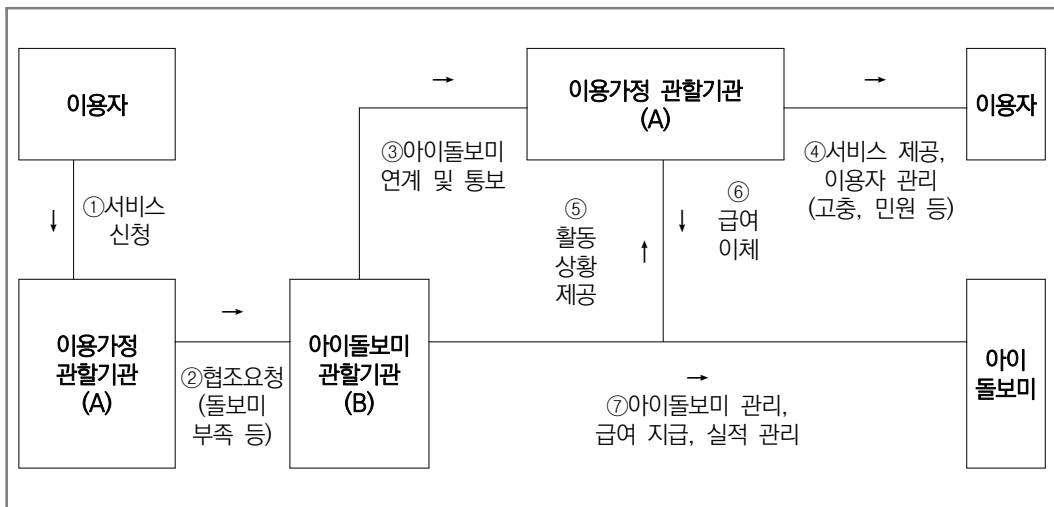 이용자
①서비스
신청
이용가정
관할기관
(A)
②협조요청
(돌보미
부족 등)
아이돌보미
관할기관
(B)
③아이돌보미
연계 및 통보
이용가정 관할기관
(A)
④서비스 제공,
이용자 관리
(고충, 민원 등)
이용자
⑤
활동
상황
제공
⑥
급여
이체
⑦아이돌보미 관리,
급여 지급, 실적 관리
아이
돌보미